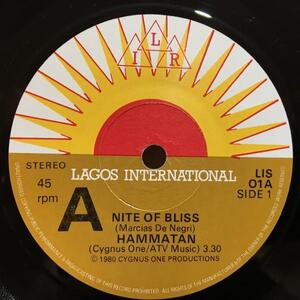 I L R
STEREO
45
rpm
LAGOS INTERNATIONAL
LIS
01A
SIDE 1
A
NITE OF BLISS
(Marcias De Negri)
HAMMATAN
(Cygnus One/ATV Music) 3.30
© 1980 CYGNUS ONE PRODUCTIONS